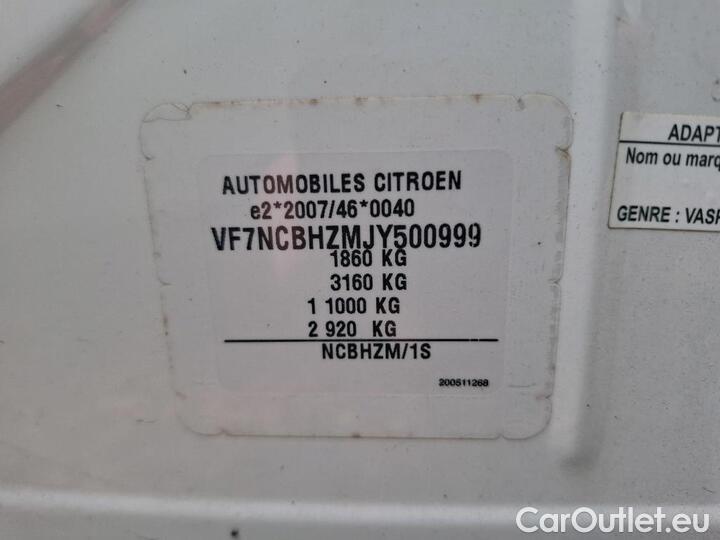 AUTOMOBILES CITROEN
e2*2007/46*0040
VF7NCBHZMJY500999
1860 KG
3160 KG
1 1000 KG
2 920 KG
NCBHZM/1S
200511268
ADAPT
Nom ou marq
GENRE : VASP
CarOutlet.eu